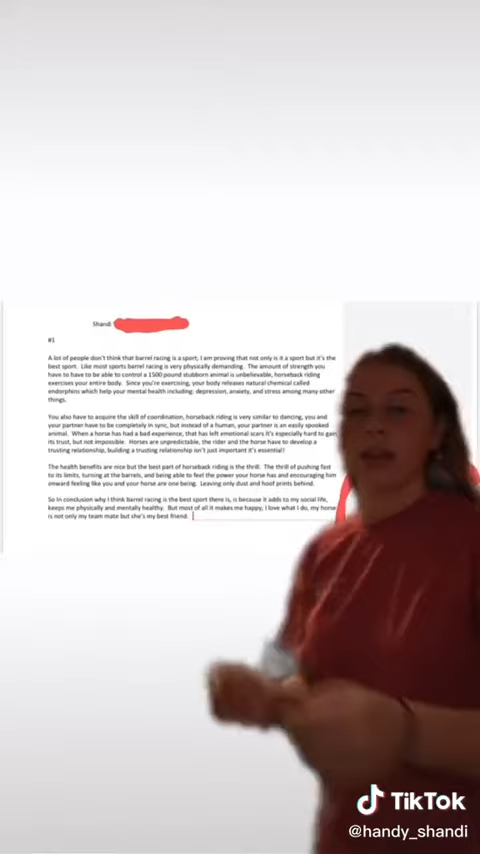 Shandi
#1
A lot of people don't think that barrel racing is a sport, I am proving that not only is it a sport but it's the
best sport. Like most sports barrel racing is very physically demanding. The amount of strength you
have to have to be able to control a 1500 pound stubborn animal is unbelievable, horseback riding
exercises your entire body. Since you're exercising, your body releases natural chemical called
endorphins which help your mental health including: depression, anxiety, and stress among many other
things.
You also have to acquire the skill of coordination, horseback riding is very similar to dancing, you and
your partner have to be completely in sync, but instead of a human, your partner is an easily spooked
animal. When a horse has had a bad experience, that has left emotional scars it's especially hard to gain
its trust, but not impossible. Horses are unpredictable, the rider and the horse have to develop a
trusting relationship, building a trusting relationship isn't just important it's essential!
The health benefits are nice but the best part of horseback riding is the thrill. The thrill of pushing fast
to its limits, turning at the barrels, and being able to feel the power your horse has and encouraging him
onward feeling like you and your horse are one being. Leaving only dust and hoof prints behind.
So in conclusion why I think barrel racing is the best sport there is, is because it adds to my social life,
keeps me physically and mentally healthy. But most of all it makes me happy, I love what I do, my horse
is not only my team mate but she's my best friend.
TikTok
@handy_shandi